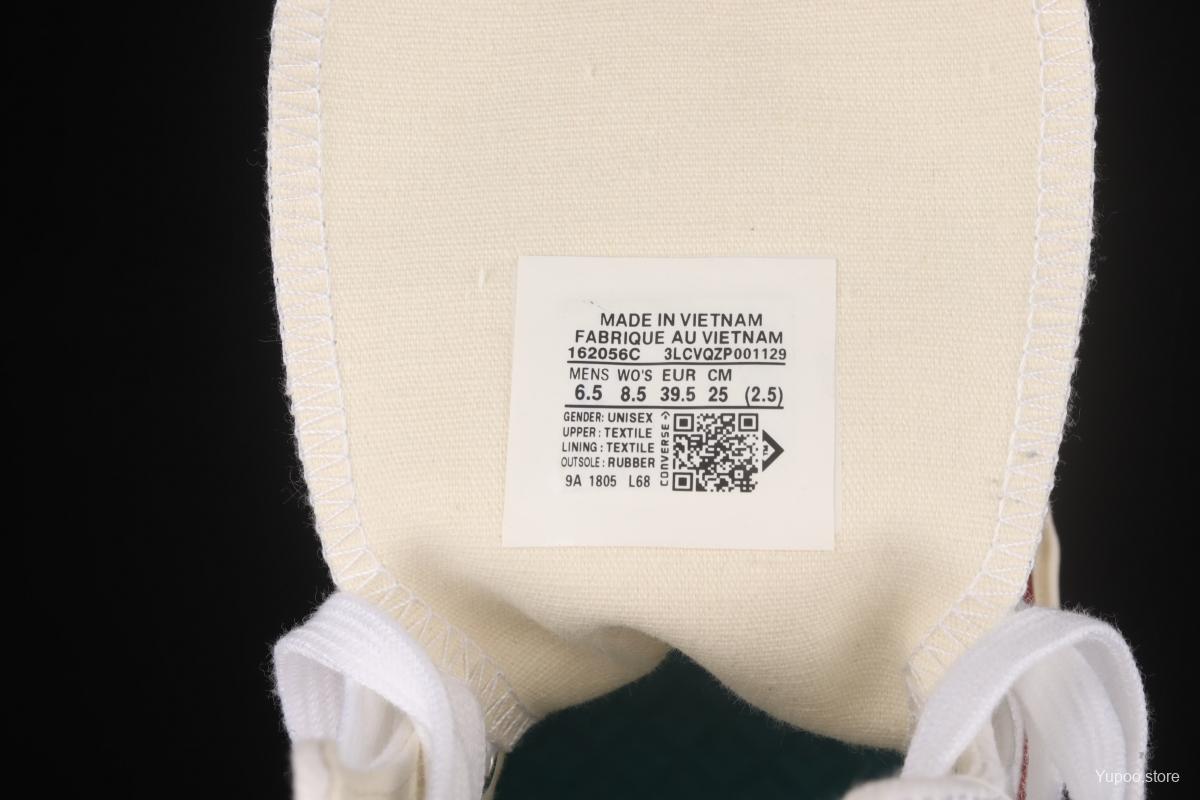 MADE IN VIETNAM
FABRIQUE AU VIETNAM
162056C 3LCVQZP001129
MENS WO'S EUR CM
6.5 8.5 39.5 25 (2.5)
GENDER: UNISEX
UPPER: TEXTILE
LINING: TEXTILE
OUTSOLE: RUBBER
9A 1805 L68
CONVERSE
Yupoo.store